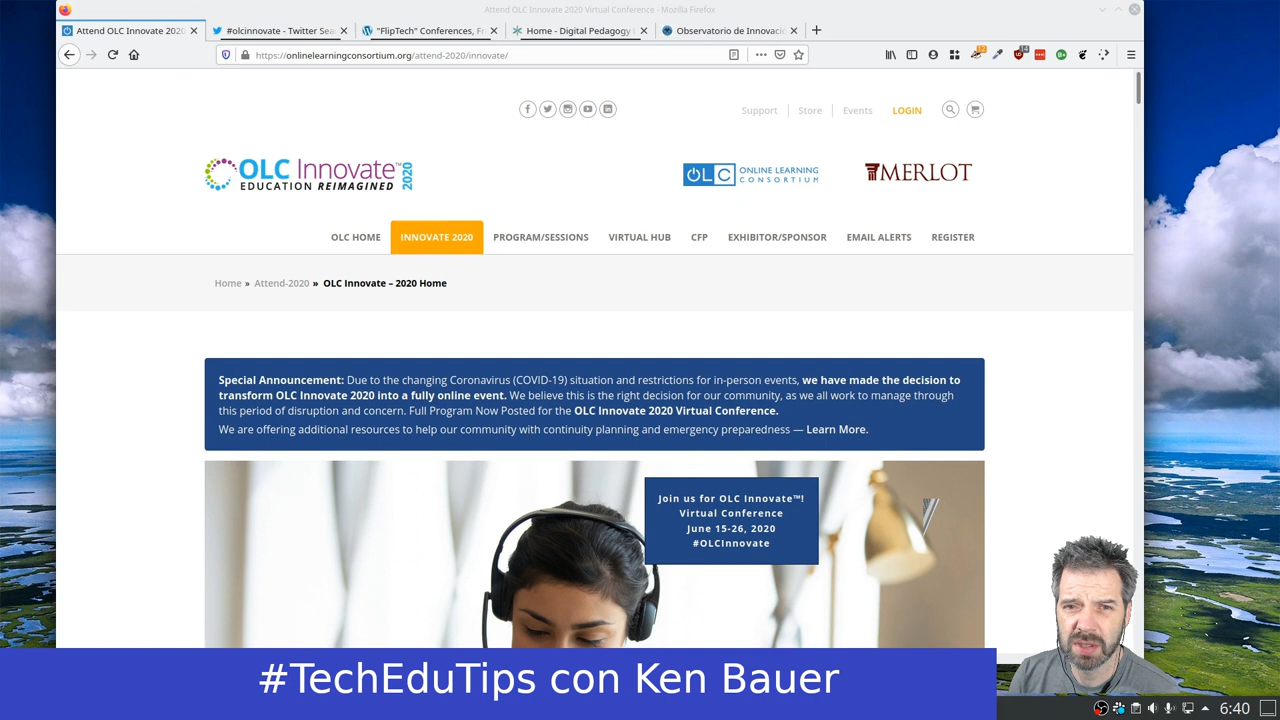 Attend OLC Innovate 2020 Virtual Conference - Mozilla Firefox
Attend OLC Innovate 2020
#olcinnovate - Twitter Sea
"FlipTech" Conferences, Fr
Home - Digital Pedagogy L
Observatorio de Innovació
https://onlinelearningconsortium.org/attend-2020/innovate/
Support
Store
Events
LOGIN
OLC Innovate™ 2020
EDUCATION REIMAGINED
OLC ONLINE LEARNING
CONSORTIUM
MERLOT
OLC HOME
INNOVATE 2020
PROGRAM/SESSIONS
VIRTUAL HUB
CFP
EXHIBITOR/SPONSOR
EMAIL ALERTS
REGISTER
Home » Attend-2020 » OLC Innovate – 2020 Home
Special Announcement: Due to the changing Coronavirus (COVID-19) situation and restrictions for in-person events, we have made the decision to
transform OLC Innovate 2020 into a fully online event. We believe this is the right decision for our community, as we all work to manage through
this period of disruption and concern. Full Program Now Posted for the OLC Innovate 2020 Virtual Conference.
We are offering additional resources to help our community with continuity planning and emergency preparedness — Learn More.
Join us for OLC Innovate™!
Virtual Conference
June 15-26, 2020
#OLCInnovate
#TechEduTips con Ken Bauer
6:40